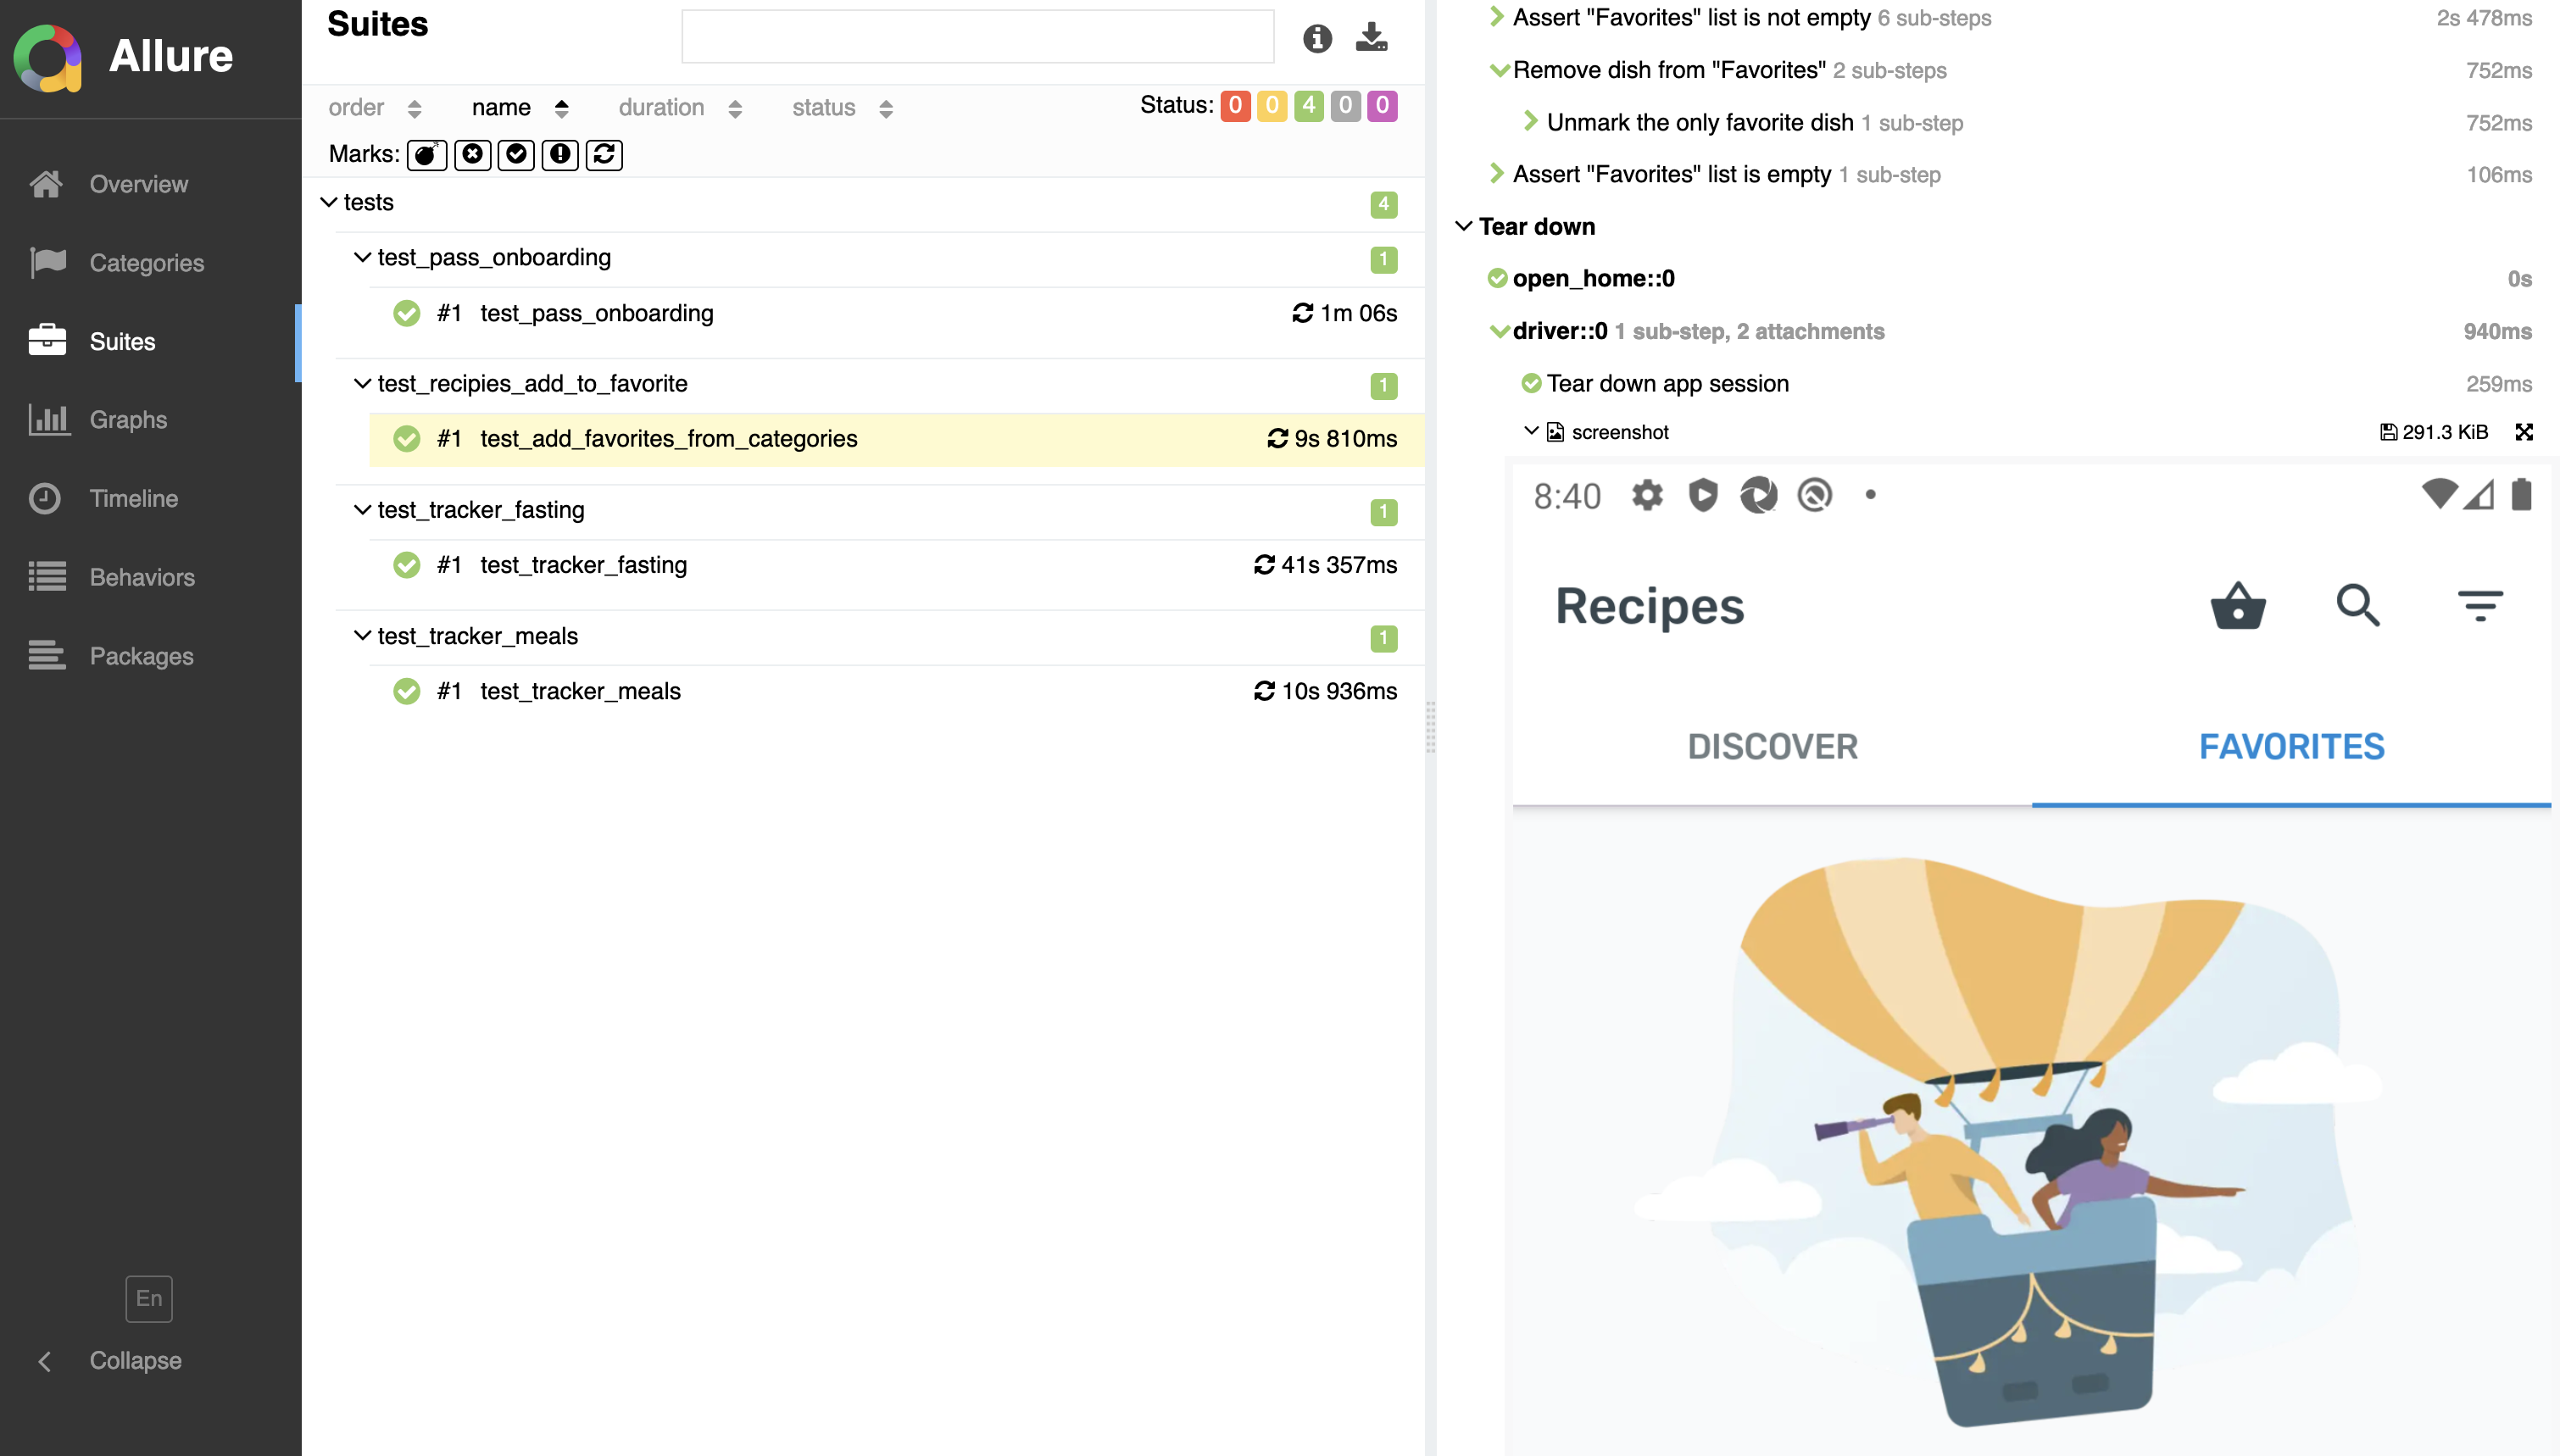 Allure
Overview
Categories
Suites
Graphs
Timeline
Behaviors
Packages
En
Collapse
Suites
order name duration status Status: 0 0 4 0 0
Marks:
tests 4
test_pass_onboarding 1
#1 test_pass_onboarding 1m 06s
test_recipies_add_to_favorite 1
#1 test_add_favorites_from_categories 9s 810ms
test_tracker_fasting 1
#1 test_tracker_fasting 41s 357ms
test_tracker_meals 1
#1 test_tracker_meals 10s 936ms
Assert "Favorites" list is not empty 6 sub-steps 2s 478ms
Remove dish from "Favorites" 2 sub-steps 752ms
Unmark the only favorite dish 1 sub-step 752ms
Assert "Favorites" list is empty 1 sub-step 106ms
Tear down
open_home::0 0s
driver::0 1 sub-step, 2 attachments 940ms
Tear down app session 259ms
screenshot 291.3 KiB
8:40
Recipes
DISCOVER FAVORITES